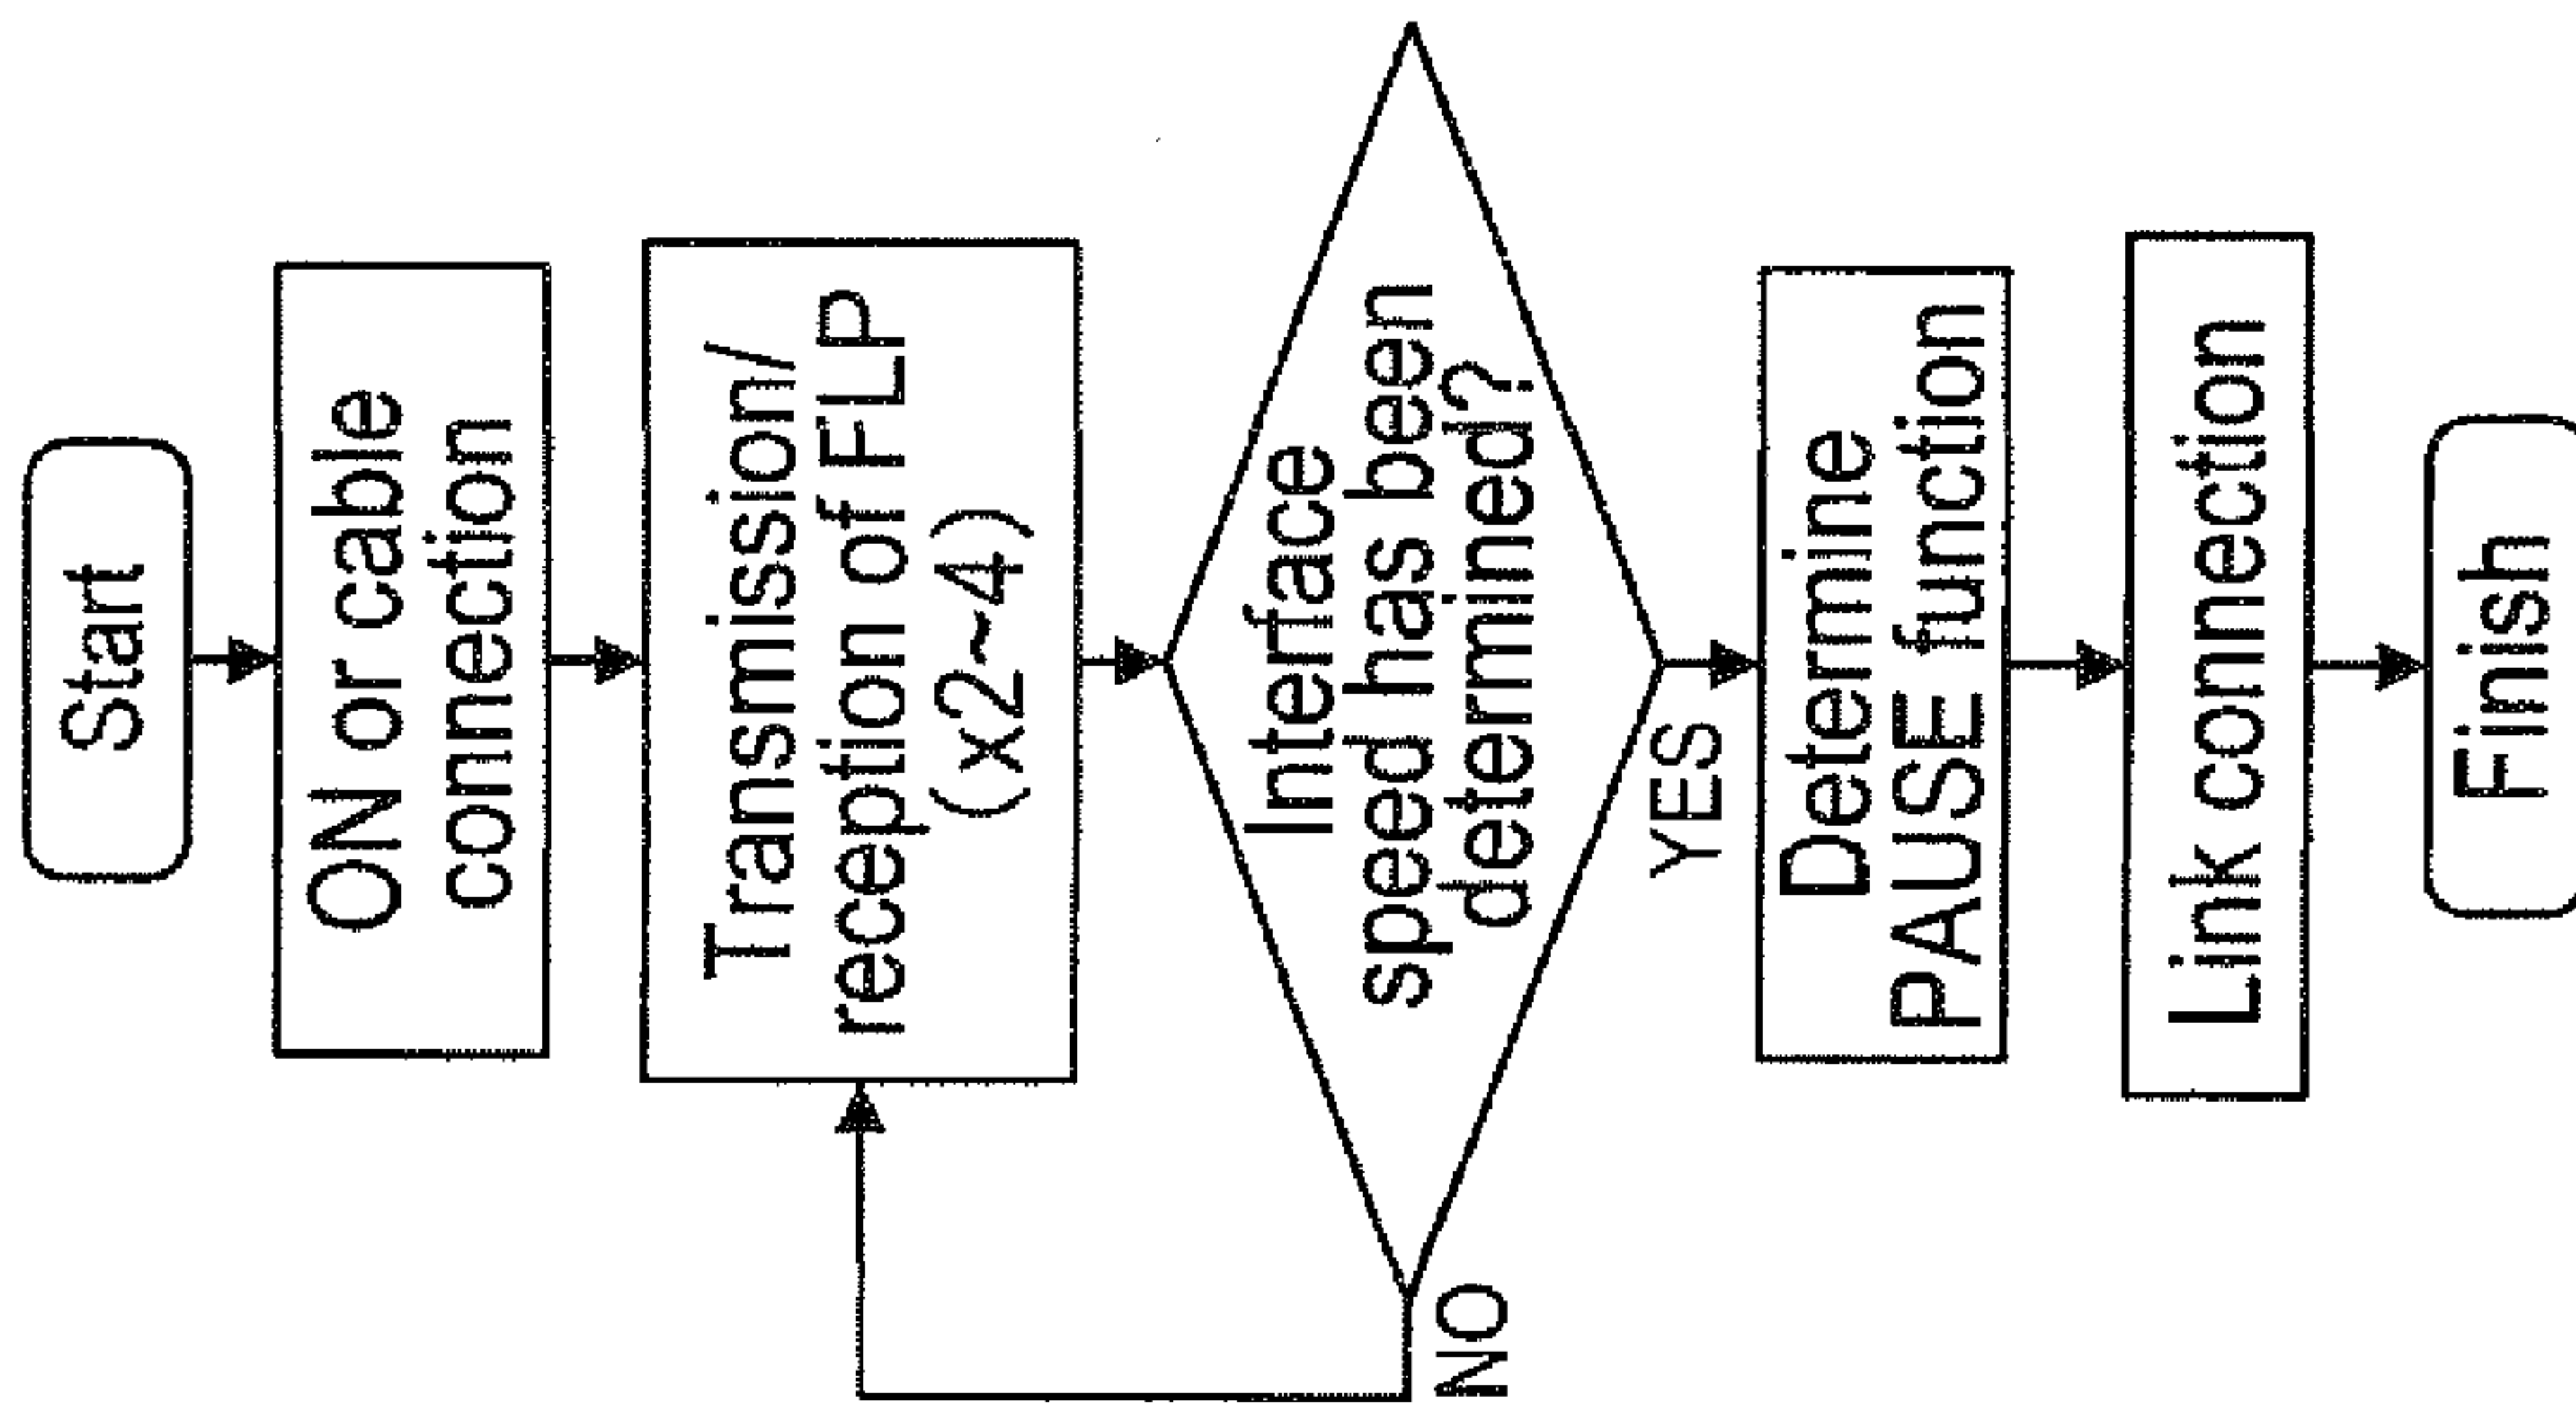 Start
ON or cable
connection
Transmission/
reception of FLP
(x2~4)
Interface
speed has been
determined?
NO
YES
Determine
PAUSE function
Link connection
Finish